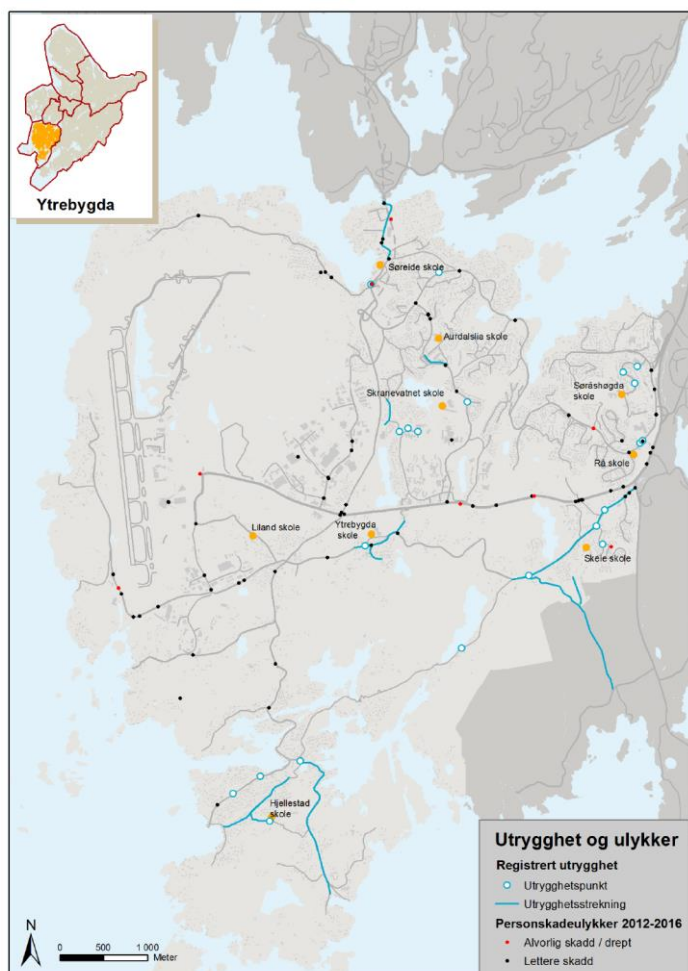 Ytrebygda
Søreide skole
Aurdalslia skole
Skranevatnet skole
Søråshøgda
skole
Rå skole
Liland skole
Ytrebygda
skole
Skeie skole
Hjellestad
skole
Utrygghet og ulykker
Registrert utrygghet
Utrygghetspunkt
Utrygghetsstrekning
Personskadeulykker 2012-2016
Alvorlig skadd / drept
Lettere skadd
N
0 500 1 000
Meter